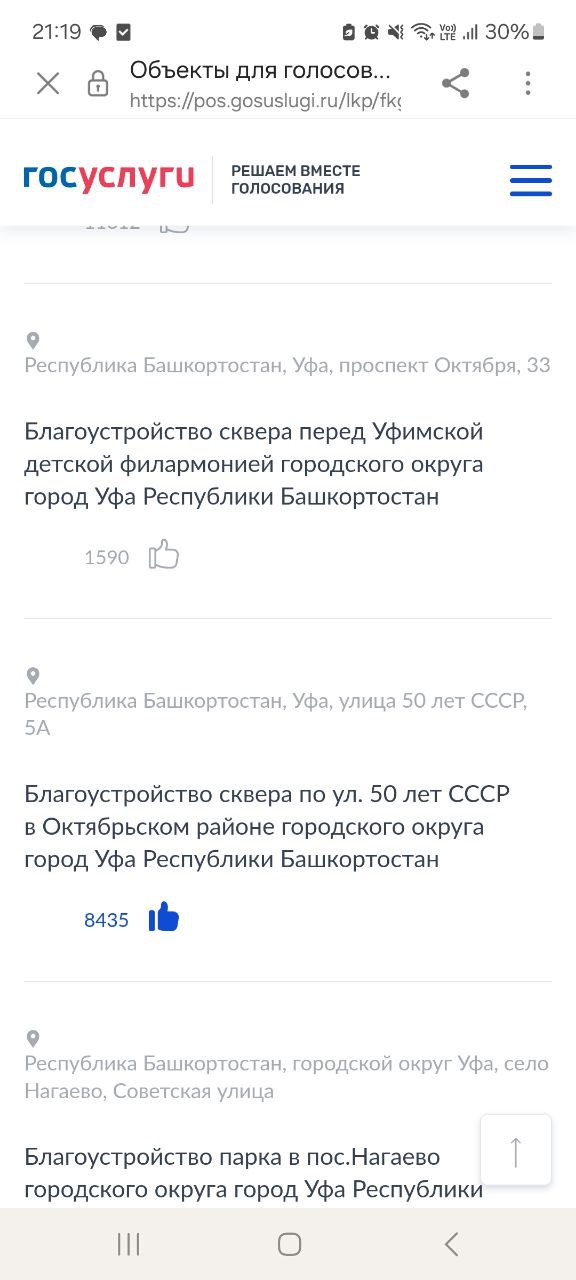 21:19
Vo))
LTE
30%
Объекты для голосов...
https://pos.gosuslugi.ru/lkp/fkg
госуслуги
РЕШАЕМ ВМЕСТЕ
ГОЛОСОВАНИЯ
Республика Башкортостан, Уфа, проспект Октября, 33
Благоустройство сквера перед Уфимской
детской филармонией городского округа
город Уфа Республики Башкортостан
1590
Республика Башкортостан, Уфа, улица 50 лет СССР,
5А
Благоустройство сквера по ул. 50 лет СССР
в Октябрьском районе городского округа
город Уфа Республики Башкортостан
8435
Республика Башкортостан, городской округ Уфа, село
Нагаево, Советская улица
Благоустройство парка в пос.Нагаево
городского округа город Уфа Республики